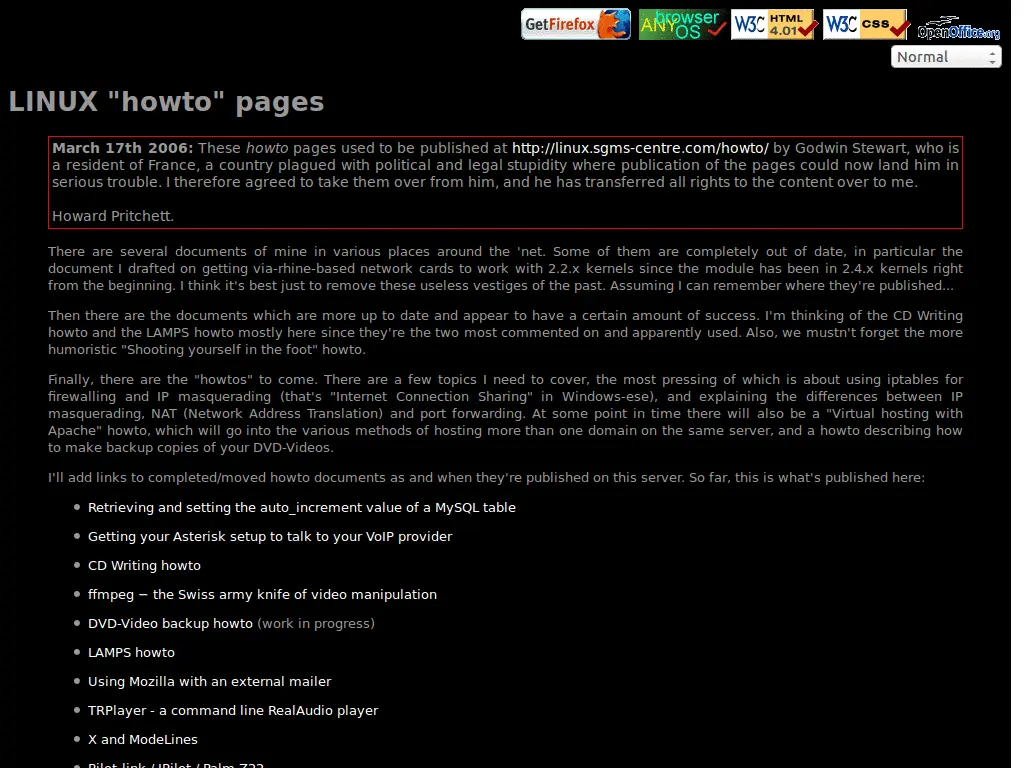 GetFirefox
ANY browser OS
W3C HTML 4.01
W3C css
OpenOffice.org
Normal
LINUX "howto" pages
March 17th 2006: These howto pages used to be published at http://linux.sgms-centre.com/howto/ by Godwin Stewart, who is
a resident of France, a country plagued with political and legal stupidity where publication of the pages could now land him in
serious trouble. I therefore agreed to take them over from him, and he has transferred all rights to the content over to me.
Howard Pritchett.
There are several documents of mine in various places around the 'net. Some of them are completely out of date, in particular the
document I drafted on getting via-rhine-based network cards to work with 2.2.x kernels since the module has been in 2.4.x kernels right
from the beginning. I think it's best just to remove these useless vestiges of the past. Assuming I can remember where they're published...
Then there are the documents which are more up to date and appear to have a certain amount of success. I'm thinking of the CD Writing
howto and the LAMPS howto mostly here since they're the two most commented on and apparently used. Also, we mustn't forget the more
humoristic "Shooting yourself in the foot" howto.
Finally, there are the "howtos" to come. There are a few topics I need to cover, the most pressing of which is about using iptables for
firewalling and IP masquerading (that's "Internet Connection Sharing" in Windows-ese), and explaining the differences between IP
masquerading, NAT (Network Address Translation) and port forwarding. At some point in time there will also be a "Virtual hosting with
Apache" howto, which will go into the various methods of hosting more than one domain on the same server, and a howto describing how
to make backup copies of your DVD-Videos.
I'll add links to completed/moved howto documents as and when they're published on this server. So far, this is what's published here:
Retrieving and setting the auto_increment value of a MySQL table
Getting your Asterisk setup to talk to your VoIP provider
CD Writing howto
ffmpeg − the Swiss army knife of video manipulation
DVD-Video backup howto (work in progress)
LAMPS howto
Using Mozilla with an external mailer
TRPlayer - a command line RealAudio player
X and ModeLines
Pilot-link / JPilot / Palm Z22